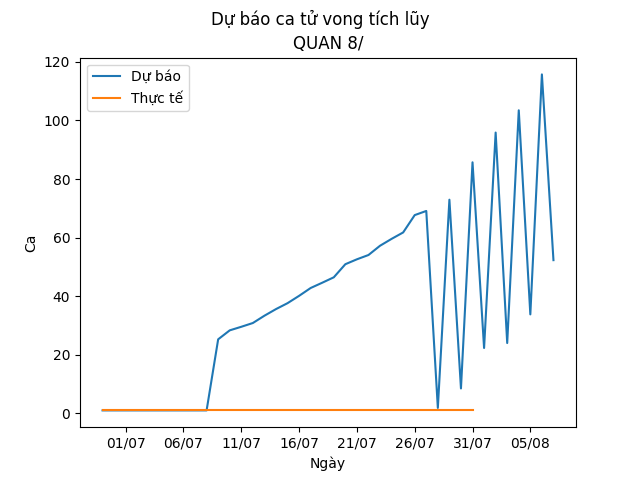 Dự báo ca tử vong tích lũy
QUAN 8/
Dự báo
Thực tế
120
100
80
60
40
20
0
Ca
01/07 06/07 11/07 16/07 21/07 26/07 31/07 05/08
Ngày